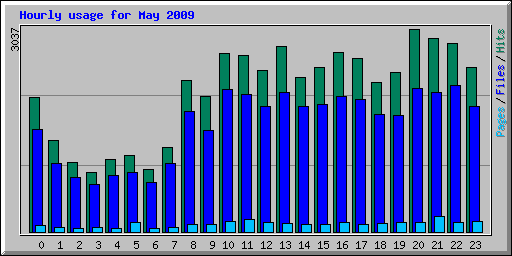 Hourly usage for May 2009
3037
Pages/Files/Hits
0 1 2 3 4 5 6 7 8 9 10 11 12 13 14 15 16 17 18 19 20 21 22 23